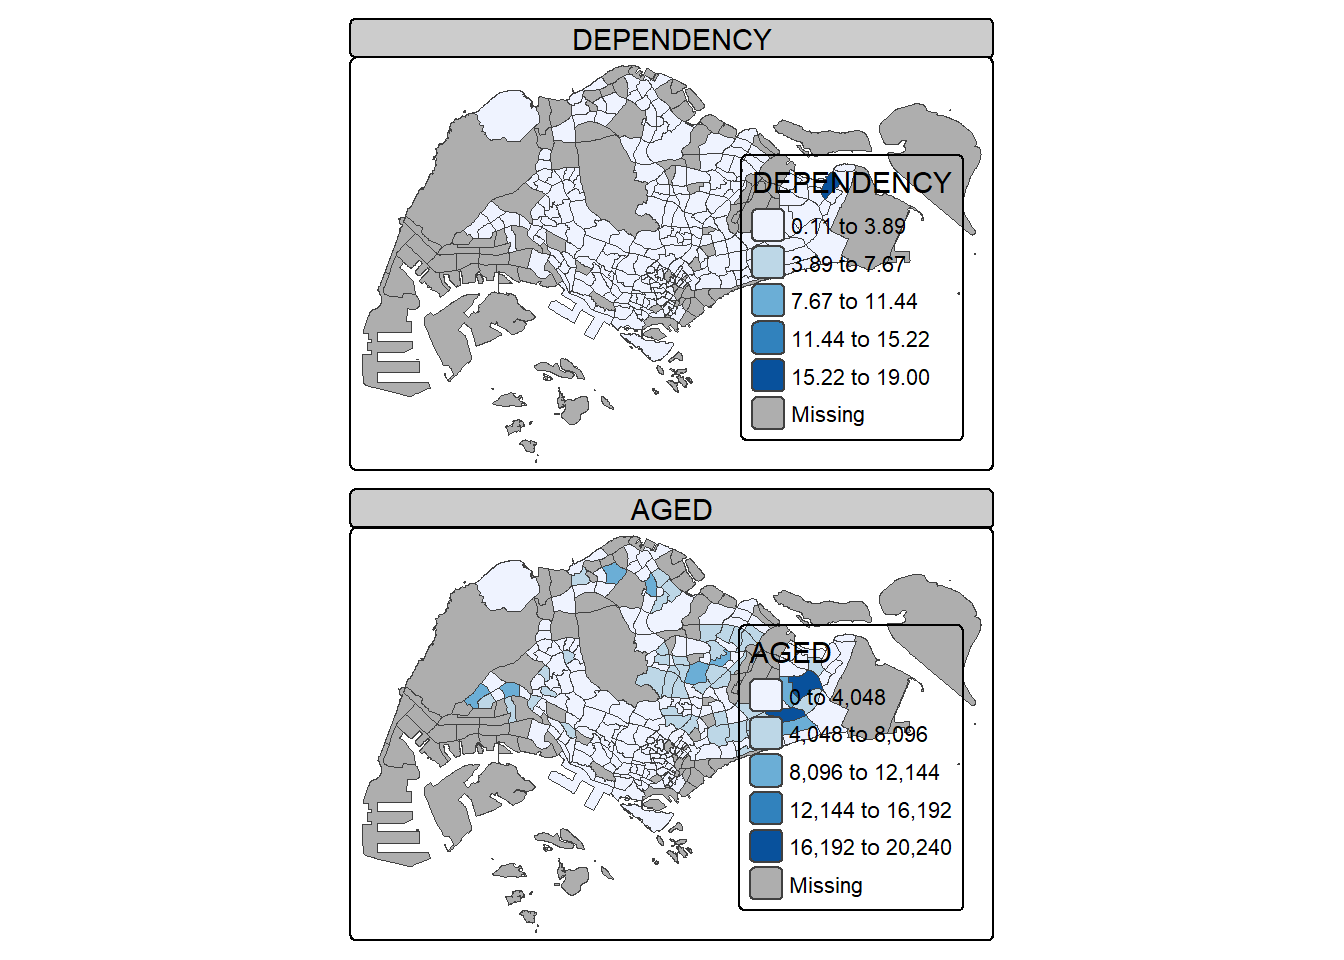 DEPENDENCY
DEPENDENCY
0.11 to 3.89
3.89 to 7.67
7.67 to 11.44
11.44 to 15.22
15.22 to 19.00
Missing
AGED
AGED
0 to 4,048
4,048 to 8,096
8,096 to 12,144
12,144 to 16,192
16,192 to 20,240
Missing